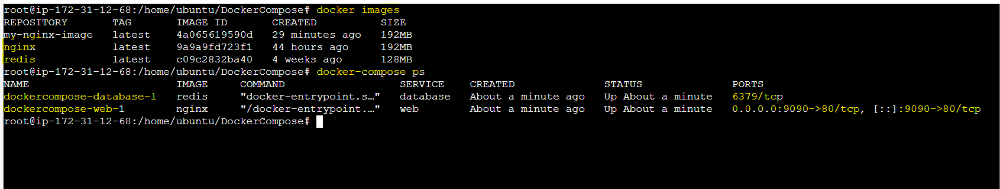 root@ip-172-31-12-68:/home/ubuntu/DockerCompose# docker images
REPOSITORY TAG IMAGE ID CREATED SIZE
my-nginx-image latest 4a065619590d 29 minutes ago 192MB
nginx latest 9a9a9fd723f1 44 hours ago 192MB
redis latest c09c2832ba40 4 weeks ago 128MB
root@ip-172-31-12-68:/home/ubuntu/DockerCompose# docker-compose ps
NAME IMAGE COMMAND SERVICE CREATED STATUS PORTS
dockercompose-database-1 redis "docker-entrypoint.s…" database About a minute ago Up About a minute 6379/tcp
dockercompose-web-1 nginx "/docker-entrypoint.…" web About a minute ago Up About a minute 0.0.0.0:9090->80/tcp, [::]:9090->80/tcp
root@ip-172-31-12-68:/home/ubuntu/DockerCompose#